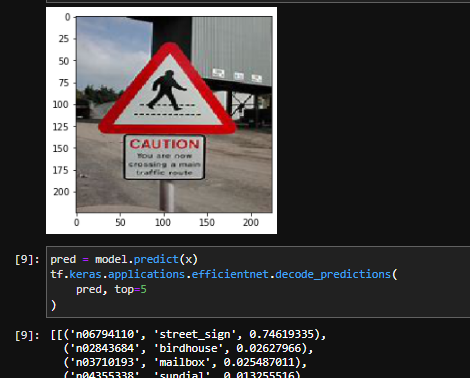 0
25
50
75
100
125
150
175
200
CAUTION
You are now
crossing a main
traffic route
0 50 100 150 200
[9]: pred = model.predict(x)
tf.keras.applications.efficientnet.decode_predictions(
pred, top=5
)
[9]: [[('n06794110', 'street_sign', 0.74619335),
('n02843684', 'birdhouse', 0.02627966),
('n03710193', 'mailbox', 0.025487011),
('n04355338', 'sundial', 0.013255516),